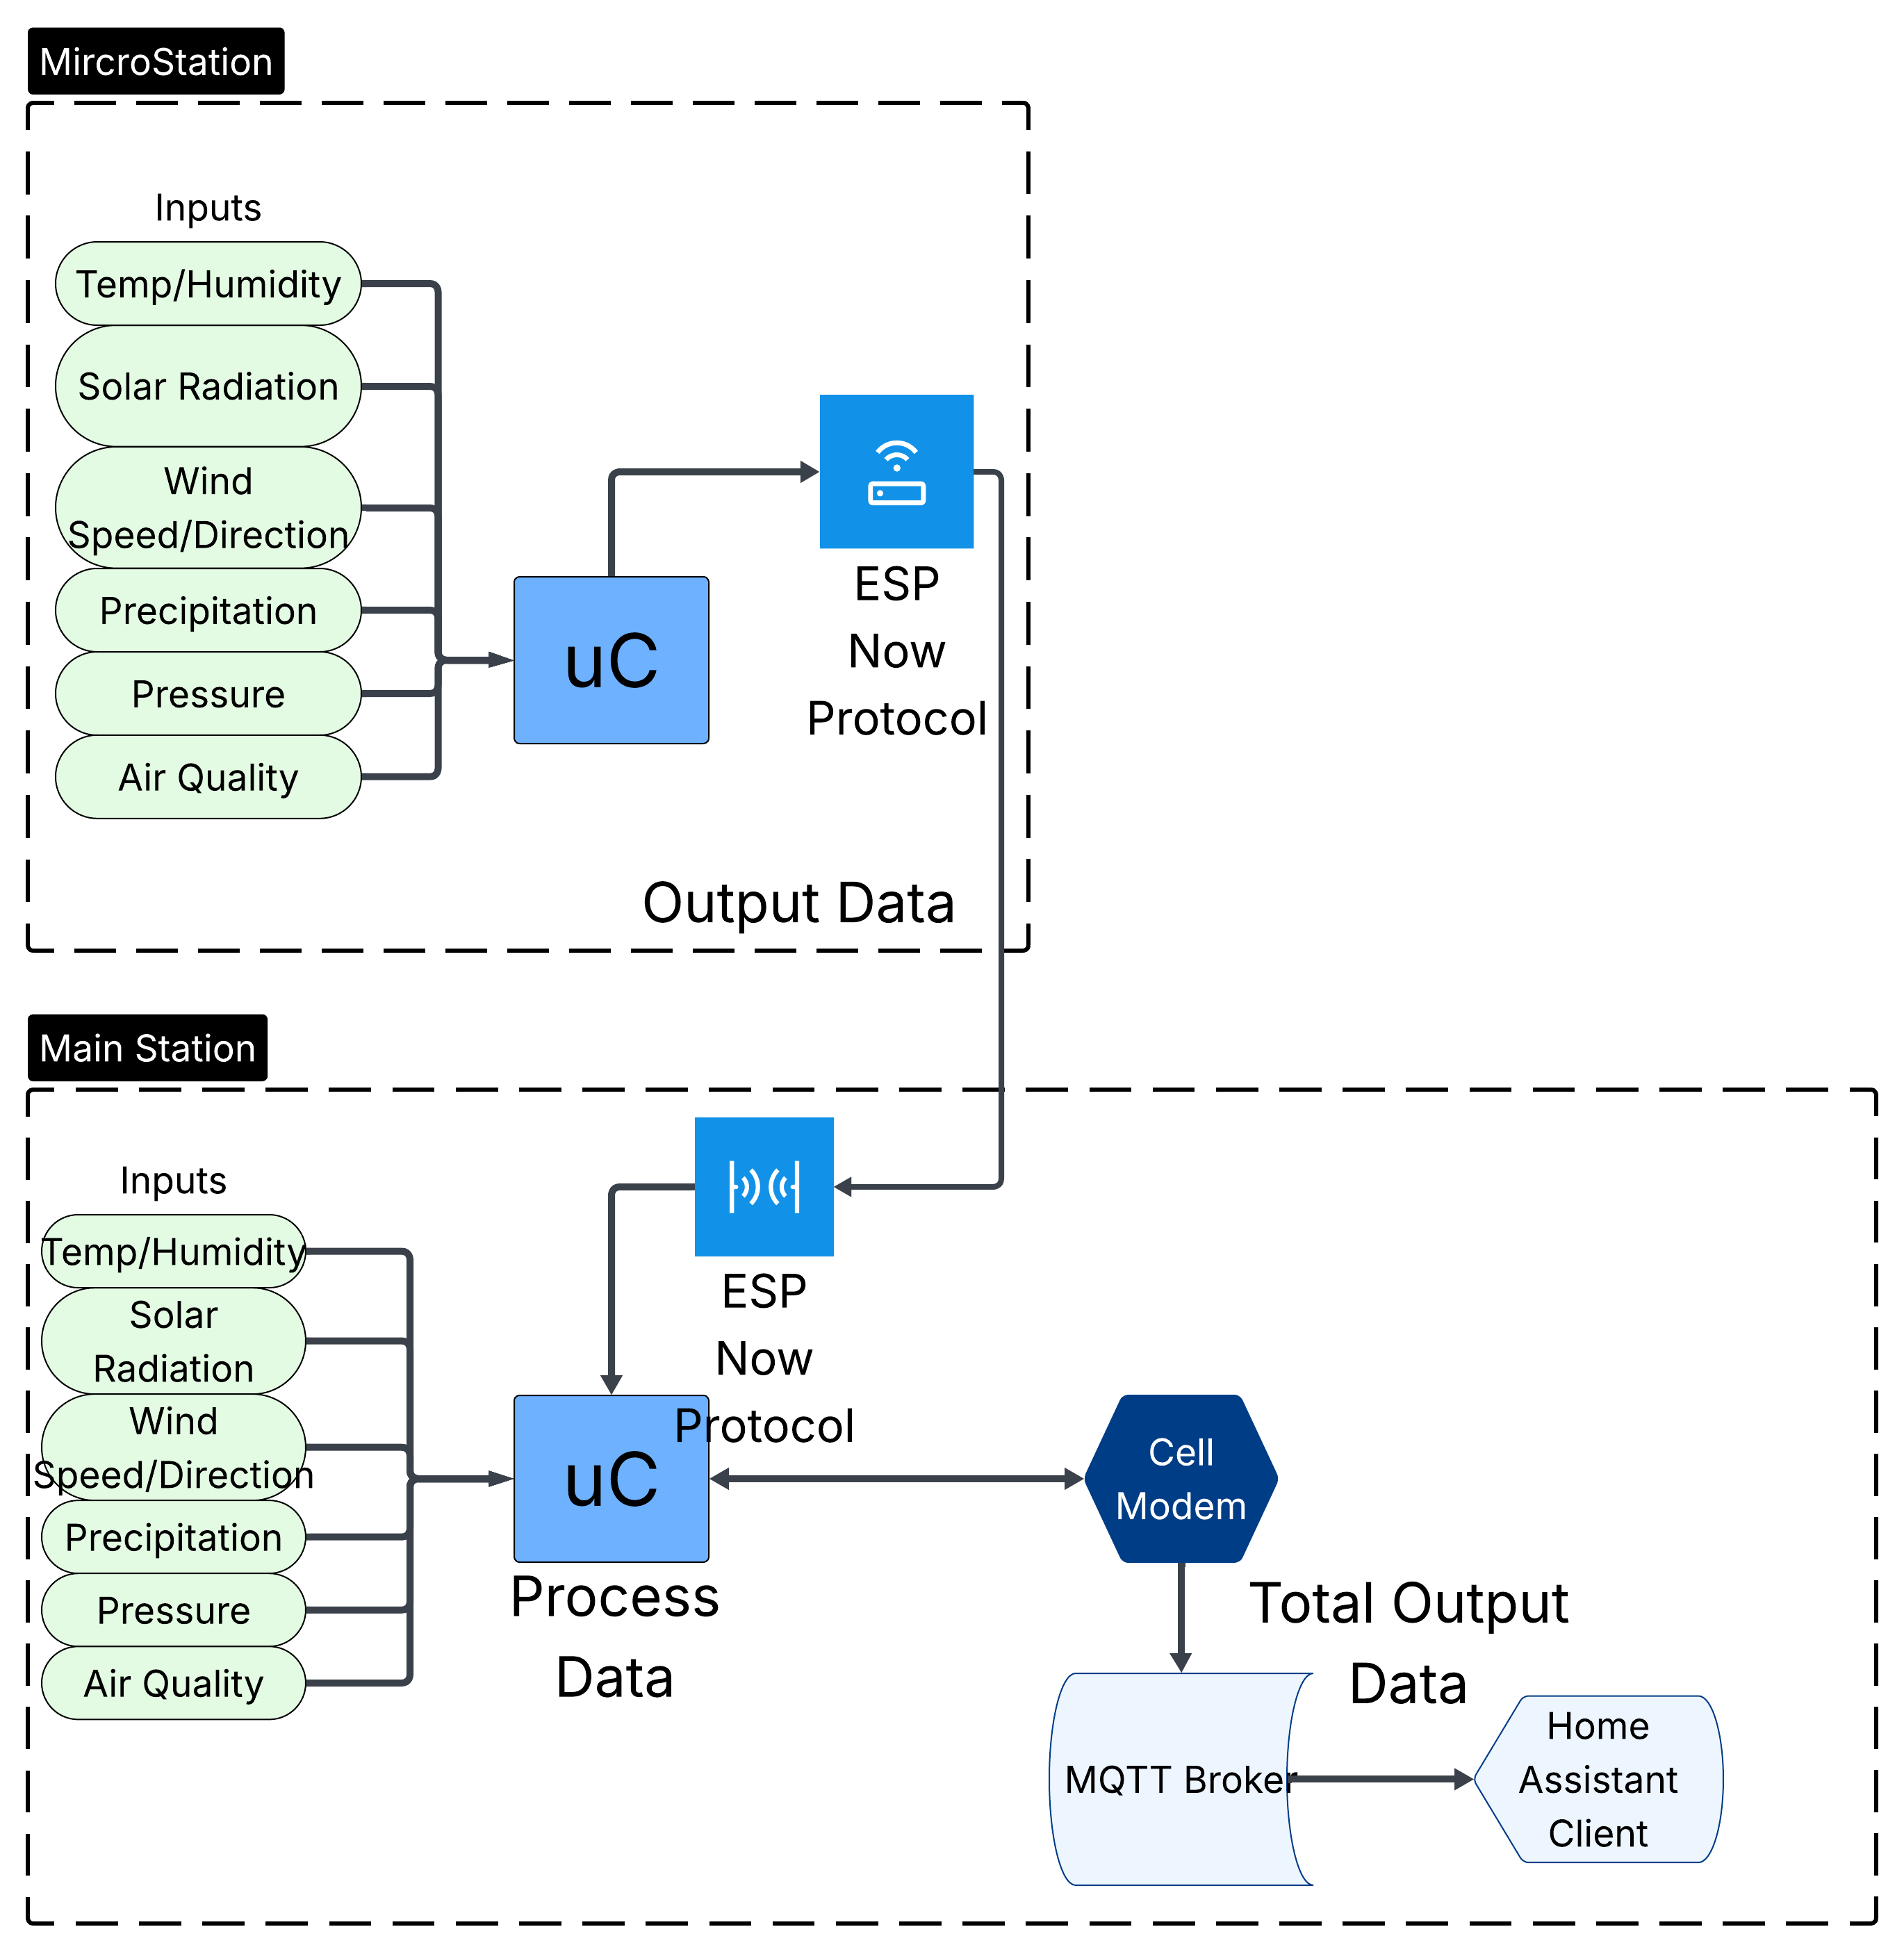 MircroStation
Inputs
Temp/Humidity
Solar Radiation
Wind
Speed/Direction
Precipitation
Pressure
Air Quality
uC
ESP
Now
Protocol
Output Data
Main Station
Inputs
Temp/Humidity
Solar
Radiation
Wind
Speed/Direction
Precipitation
Pressure
Air Quality
ESP
Now
Protocol
uC
Process
Data
Cell
Modem
Total Output
Data
MQTT Broker
Home
Assistant
Client